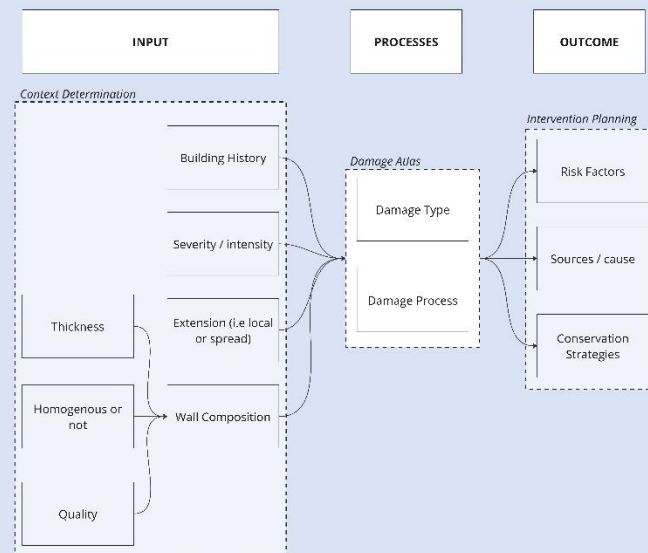 INPUT
PROCESSES
OUTCOME
Context Determination
Building History
Severity / intensity
Extension (i.e local
or spread)
Wall Composition
Thickness
Homogenous or
not
Quality
Damage Atlas
Damage Type
Damage Process
Intervention Planning
Risk Factors
Sources / cause
Conservation
Strategies